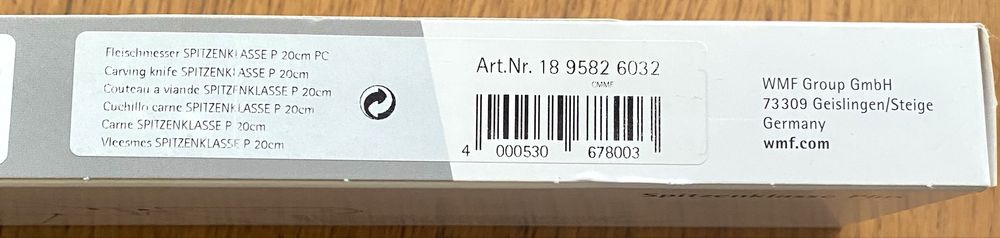 Fleischmesser SPITZENKLASSE P 20cm PC
Carving knife SPITZENKLASSE P 20cm
Couteau a viande SPITZENKLASSE P 20cm
Cuchillo carne SPITZENKLASSE P 20cm
Carne SPITZENKLASSE P 20cm
Vleesmes SPITZENKLASSE P 20cm
Art.Nr. 18 9582 6032
CMMF
4 000530 678003
WMF Group GmbH
73309 Geislingen/Steige
Germany
wmf.com
Spitzenklasse Plus